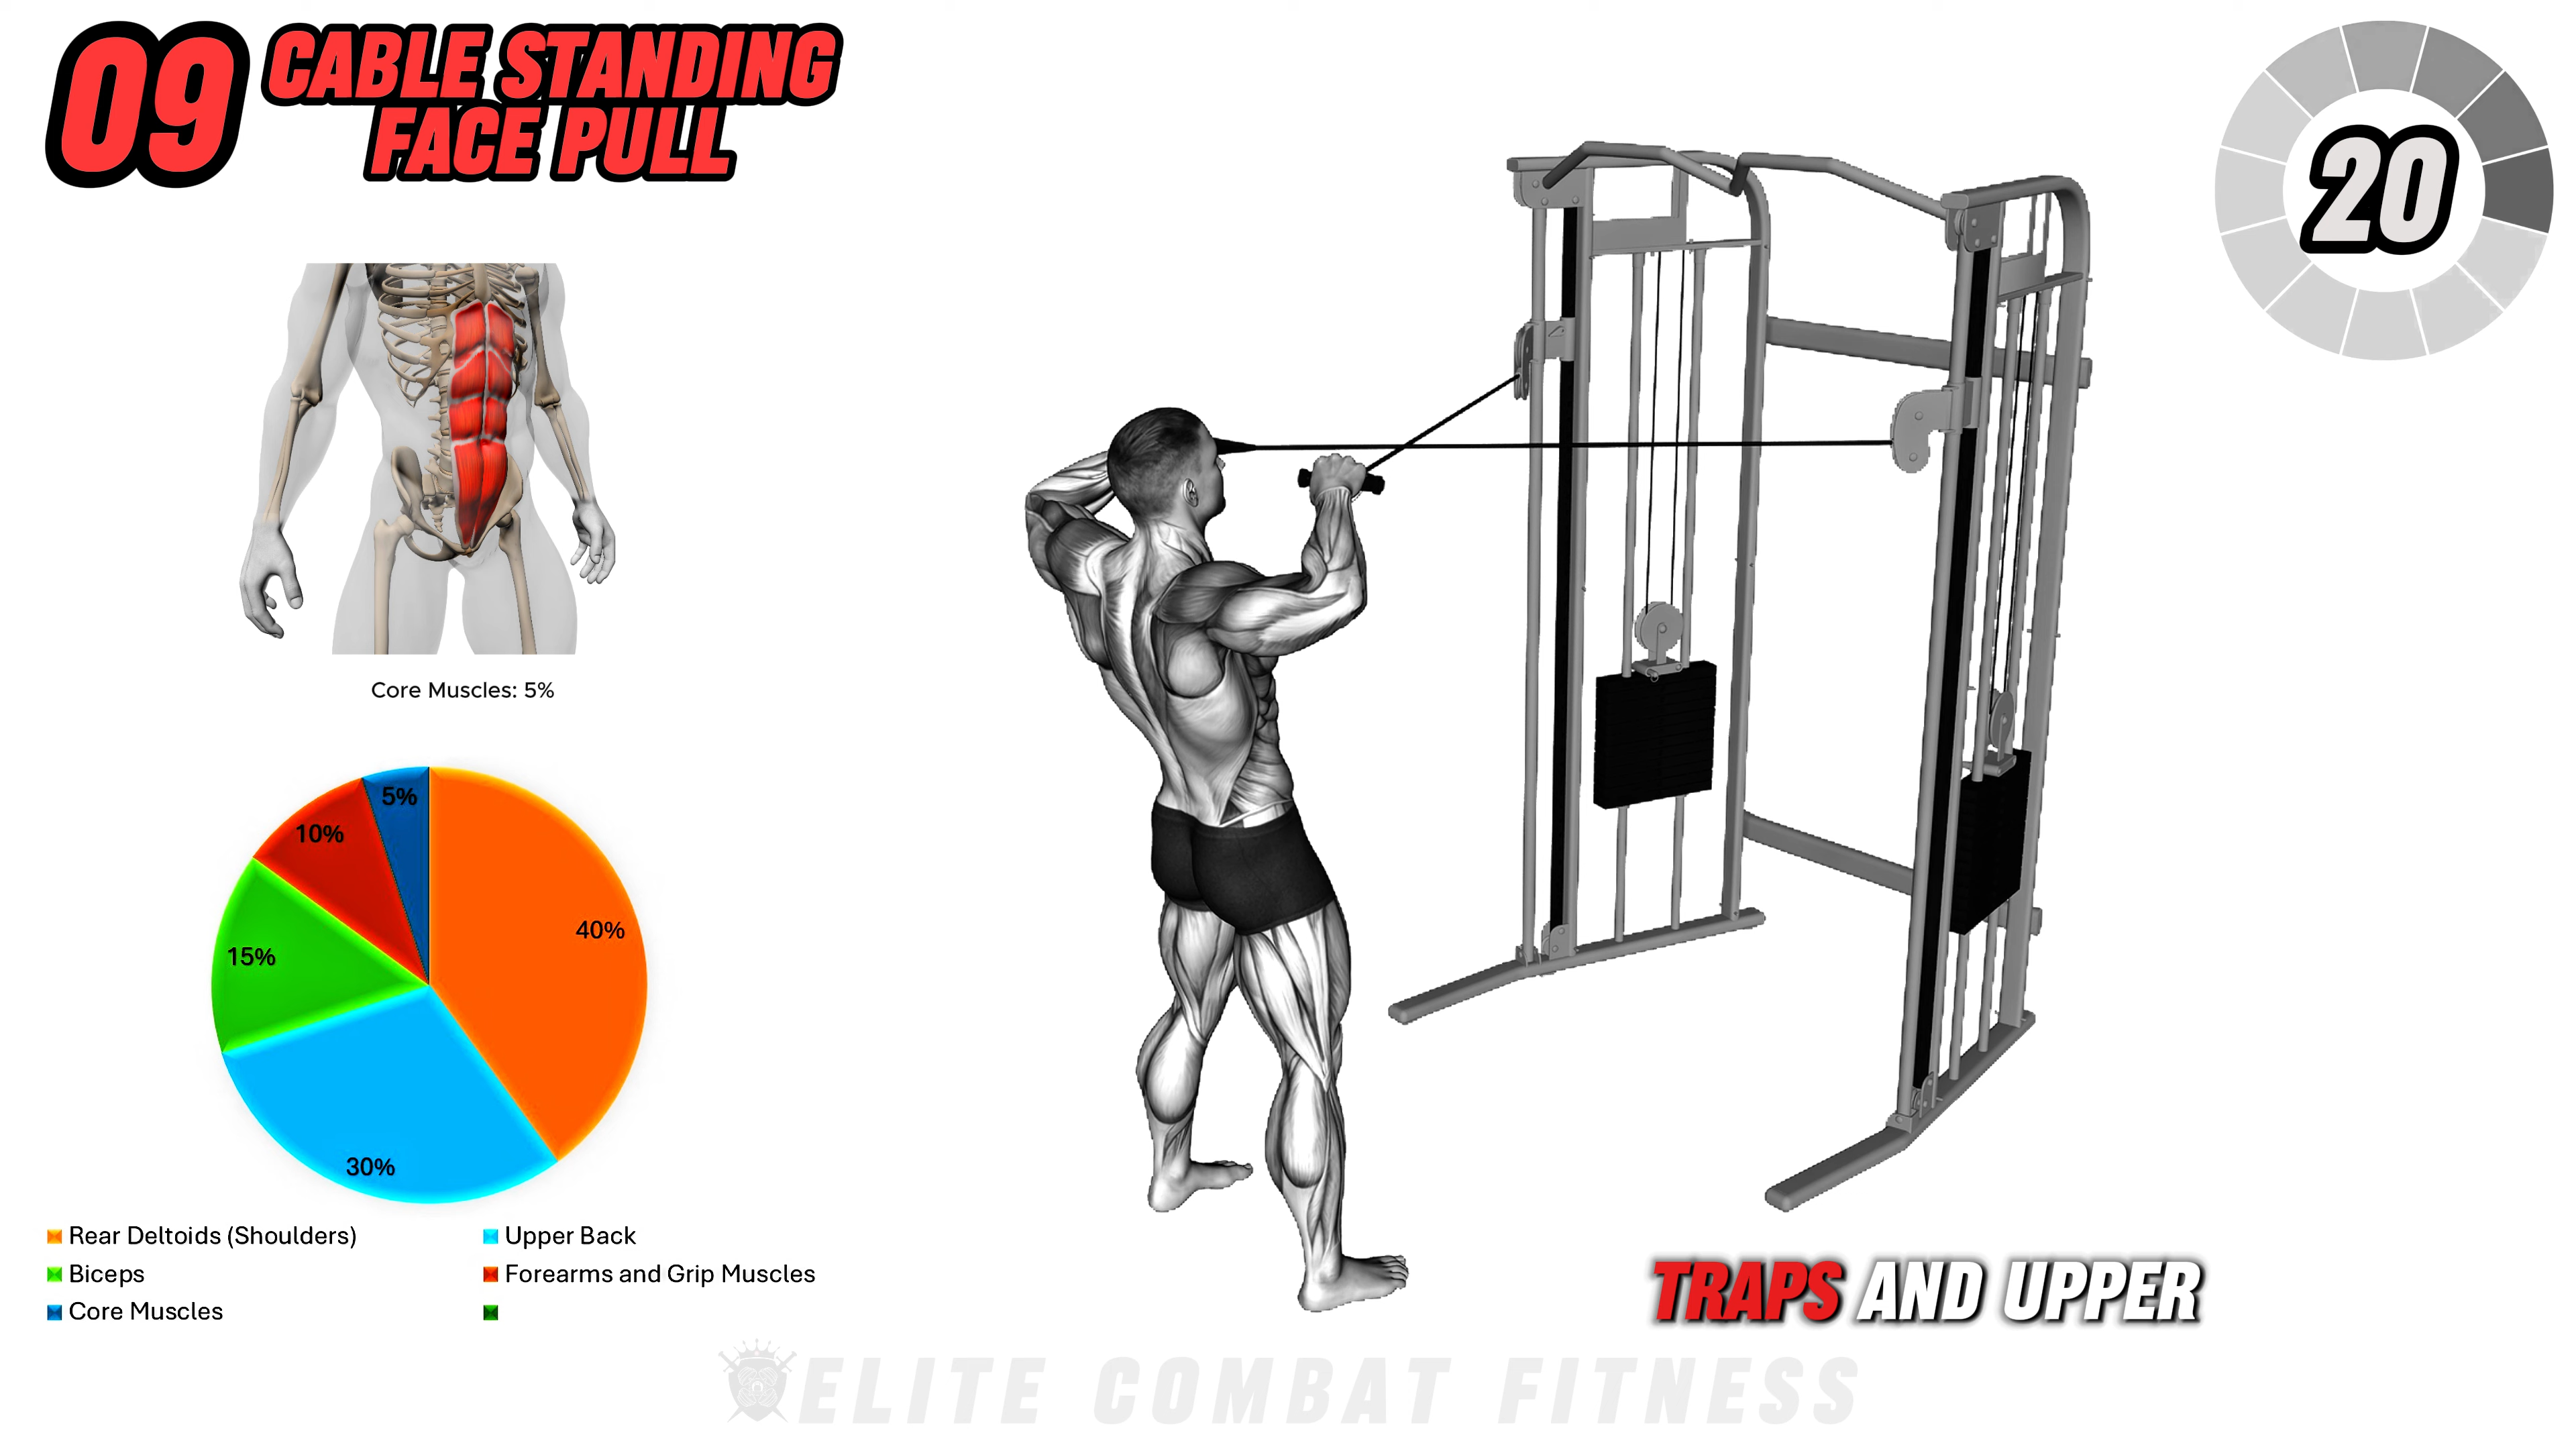 09
CABLE STANDING
FACE PULL
20
Core Muscles: 5%
5%
10%
40%
15%
30%
Rear Deltoids (Shoulders)
Upper Back
Biceps
Forearms and Grip Muscles
Core Muscles
TRAPS AND UPPER
ELITE COMBAT FITNESS